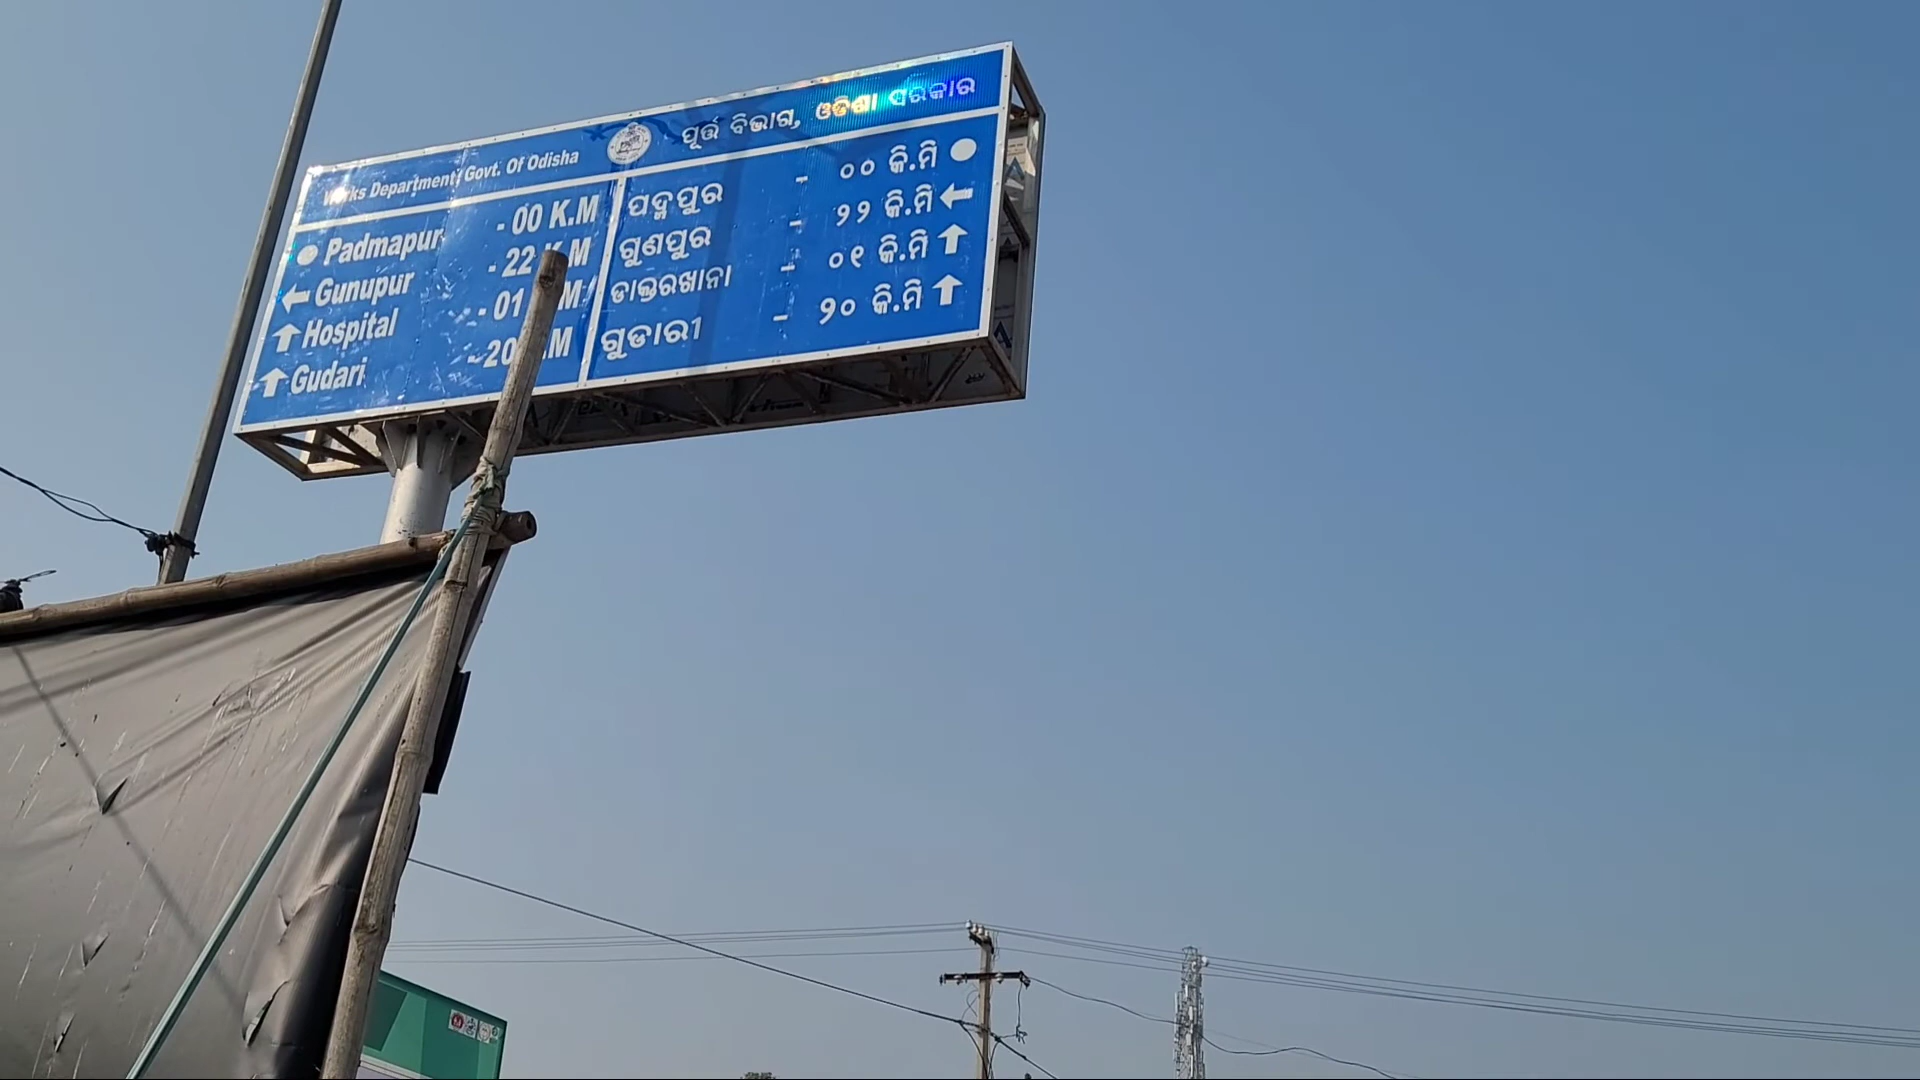 Works Department, Govt. Of Odisha
ପୂର୍ତ୍ତ ବିଭାଗ, ଓଡିଶା ସରକାର
Padmapur - 00 K.M
Gunupur - 22 K.M
Hospital - 01 K.M
Gudari - 20 K.M
ପଦ୍ମପୁର - ୦୦ କି.ମି
ଗୁଣପୁର - ୨୨ କି.ମି
ଡାକ୍ତରଖାନା - ୦୧ କି.ମି
ଗୁଡାରୀ - ୨୦ କି.ମି